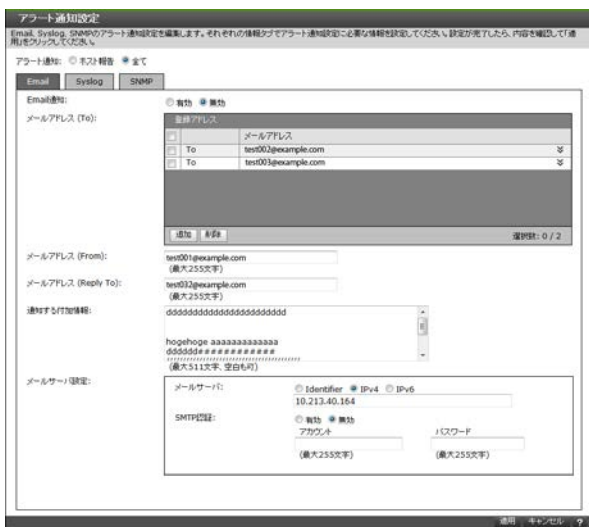 アラート通知設定
Email, Syslog, SNMPのアラート通知設定を編集します。それぞれの情報タブでアラート通知設定に必要な情報を設定してください。設定が完了したら、内容を確認して「適用」をクリックしてください。
アラート通知: ホスト報告 全て
Email Syslog SNMP
Email通知: 有効 無効
メールアドレス (To): 登録アドレス
メールアドレス
To test002@example.com
To test003@example.com
追加 削除 選択数: 0 / 2
メールアドレス (From): test001@example.com
(最大255文字)
メールアドレス (Reply To): test032@example.com
(最大255文字)
通知する付加情報:
hogehoge aaaaaaaaaaaaa
(最大511文字、空白も可)
メールサーバ設定: メールサーバ: Identifier IPv4 IPv6
10.213.40.164
SMTP認証: 有効 無効
アカウント パスワード
(最大255文字) (最大255文字)
適用 キャンセル ?